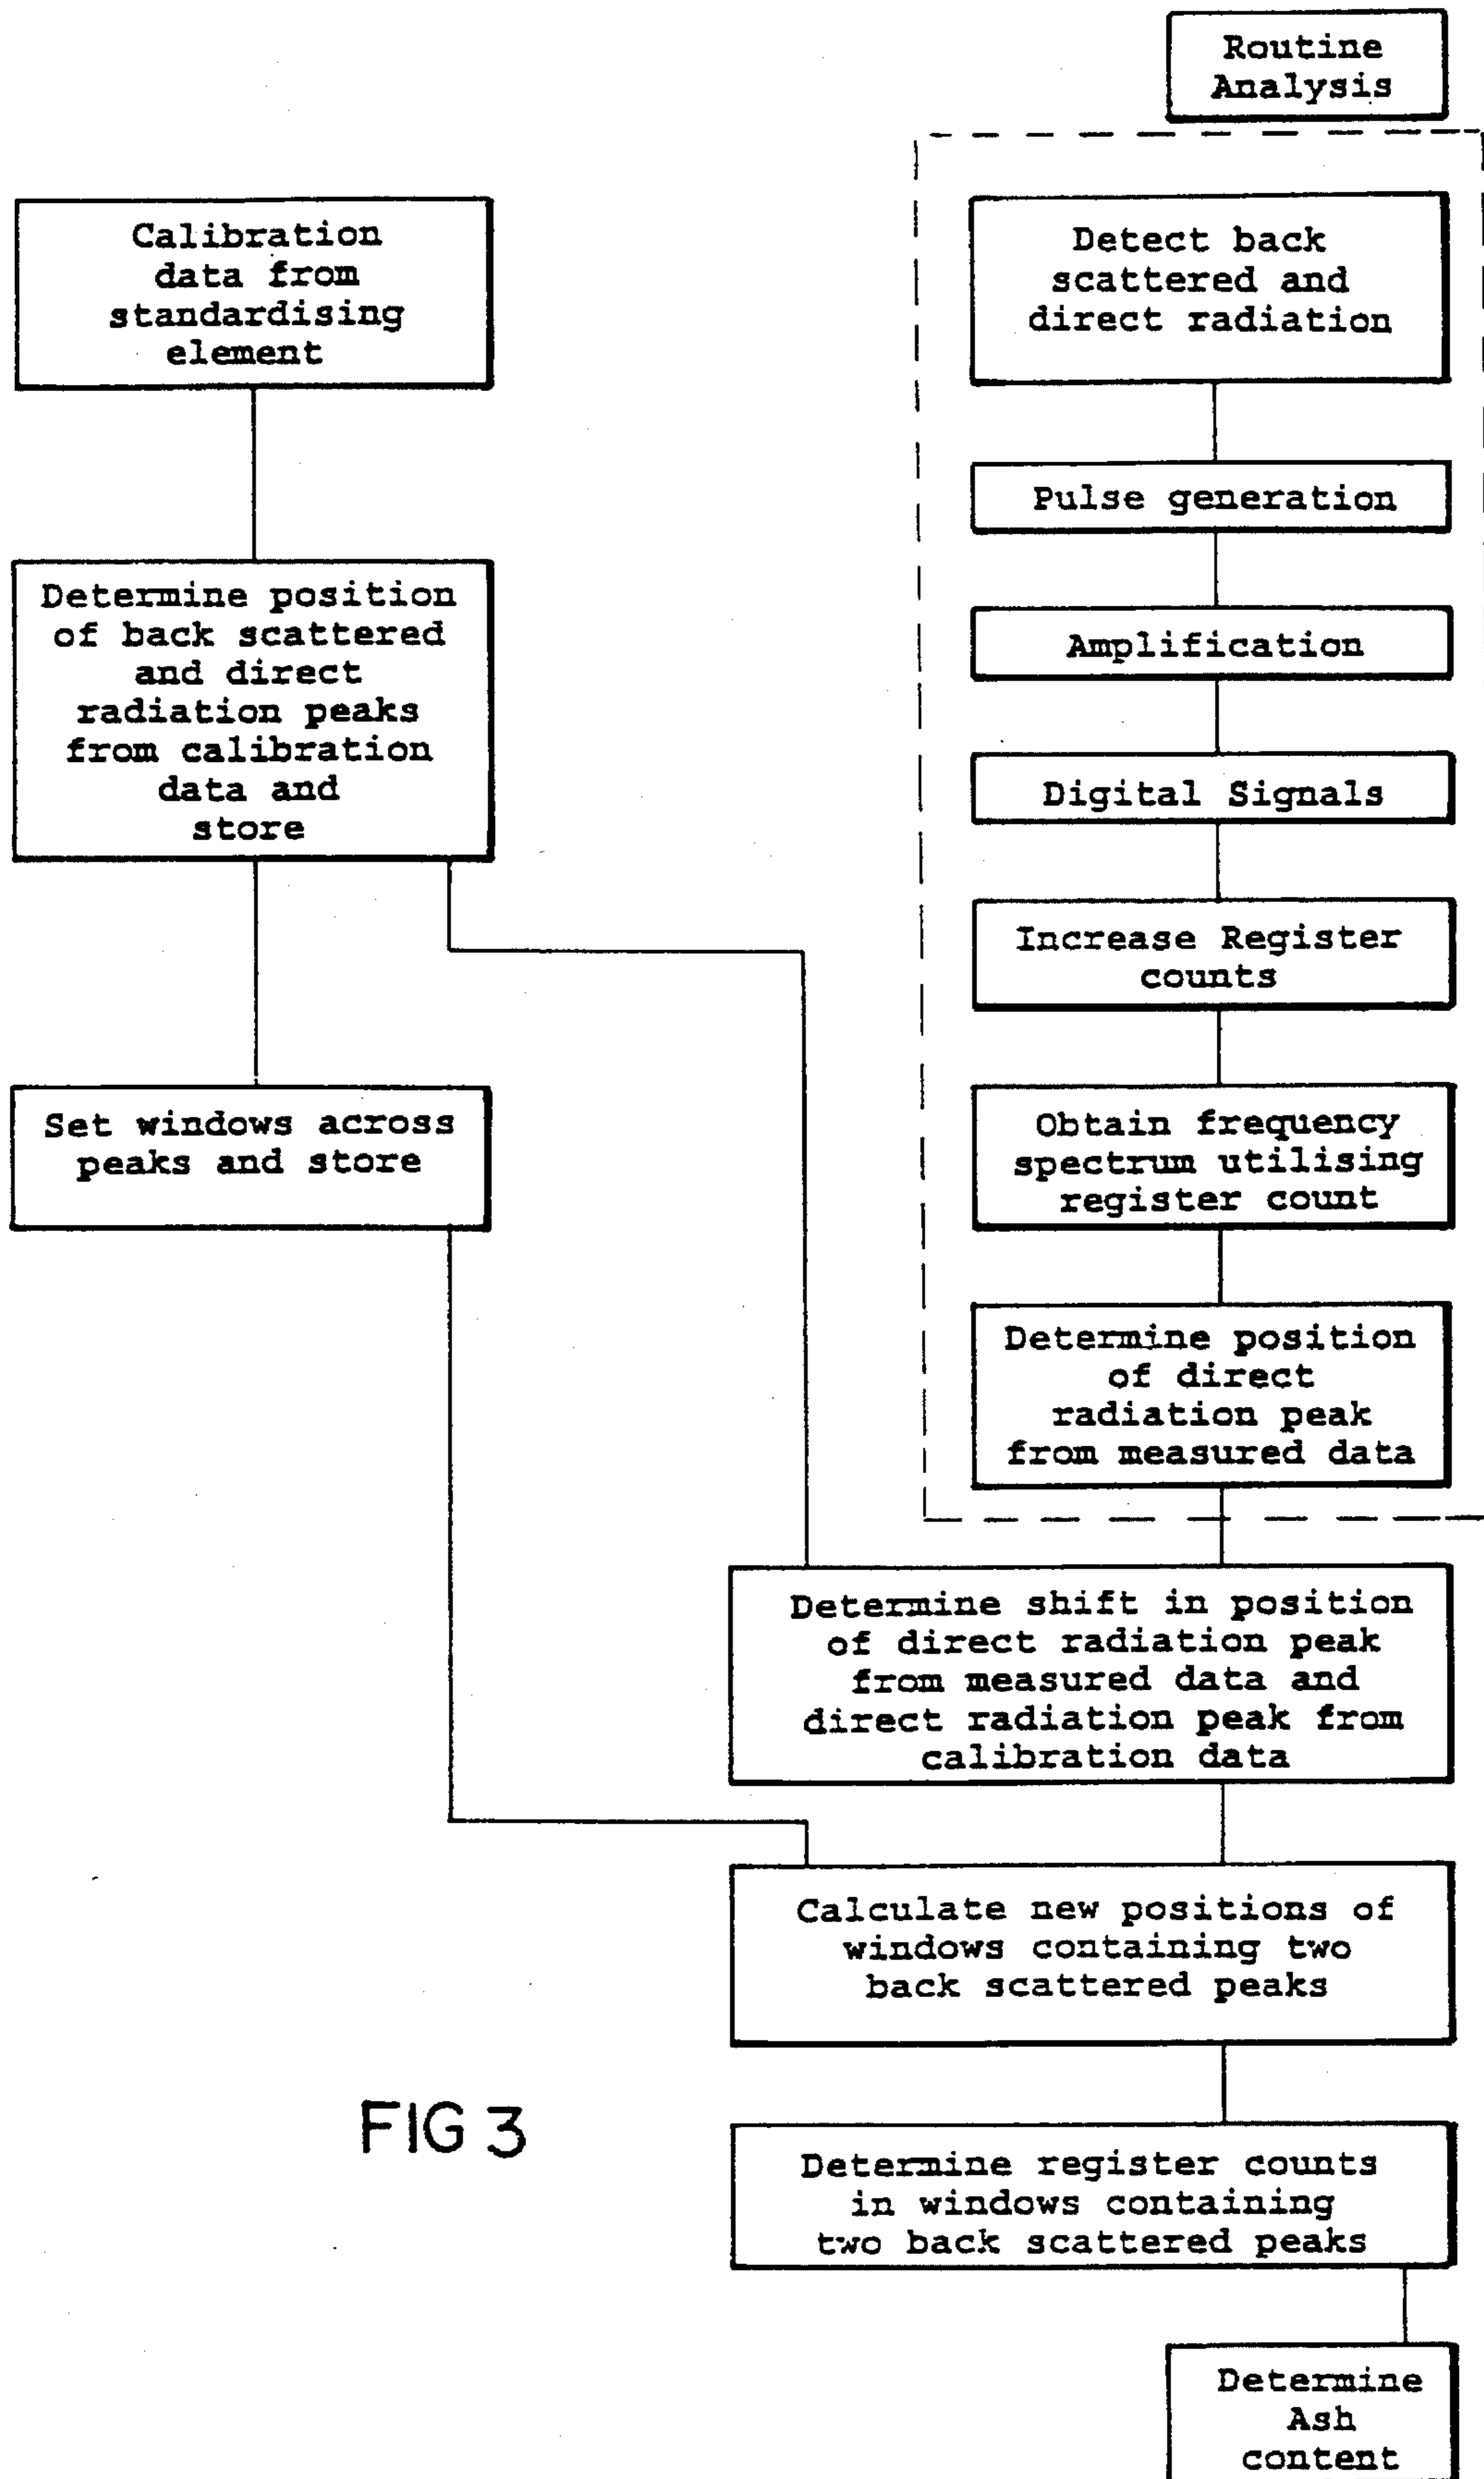 Routine
Analysis
Calibration
data from
standardising
element
Determine position
of back scattered
and direct
radiation peaks
from calibration
data and
store
Set windows across
peaks and store
Detect back
scattered and
direct radiation
Pulse generation
Amplification
Digital Signals
Increase Register
counts
Obtain frequency
spectrum utilising
register count
Determine position
of direct
radiation peak
from measured data
Determine shift in position
of direct radiation peak
from measured data and
direct radiation peak from
calibration data
Calculate new positions of
windows containing two
back scattered peaks
Determine register counts
in windows containing
two back scattered peaks
Determine
Ash
content
FIG 3